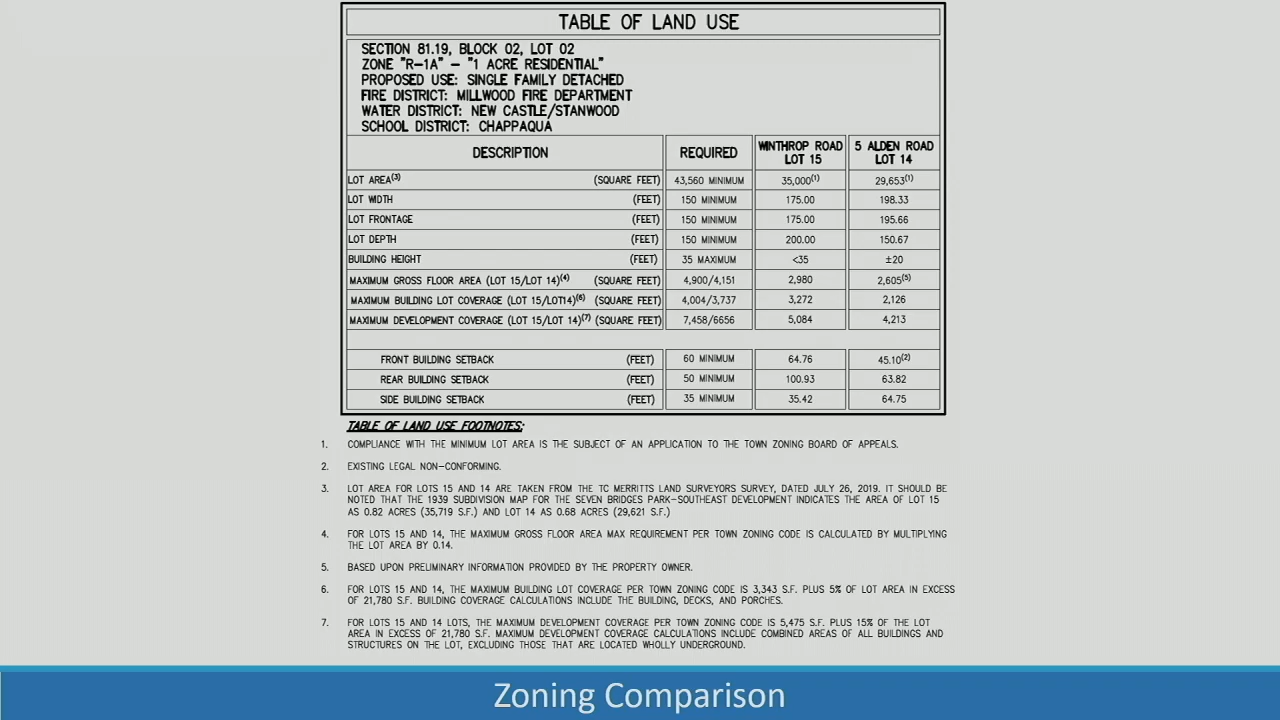 TABLE OF LAND USE
SECTION 81.19, BLOCK 02, LOT 02
ZONE "R-1A" - "1 ACRE RESIDENTIAL"
PROPOSED USE: SINGLE FAMILY DETACHED
FIRE DISTRICT: MILLWOOD FIRE DEPARTMENT
WATER DISTRICT: NEW CASTLE/STANWOOD
SCHOOL DISTRICT: CHAPPAQUA
DESCRIPTION REQUIRED WINTHROP ROAD LOT 15 5 ALDEN ROAD LOT 14
LOT AREA(3) (SQUARE FEET) 43,560 MINIMUM 35,000(1) 29,653(1)
LOT WIDTH (FEET) 150 MINIMUM 175.00 198.33
LOT FRONTAGE (FEET) 150 MINIMUM 175.00 195.66
LOT DEPTH (FEET) 150 MINIMUM 200.00 150.67
BUILDING HEIGHT (FEET) 35 MAXIMUM <35 ±20
MAXIMUM GROSS FLOOR AREA (LOT 15/LOT 14)(4) (SQUARE FEET) 4,900/4,151 2,980 2,605(5)
MAXIMUM BUILDING LOT COVERAGE (LOT 15/LOT14)(6) (SQUARE FEET) 4,004/3,737 3,272 2,126
MAXIMUM DEVELOPMENT COVERAGE (LOT 15/LOT 14)(7) (SQUARE FEET) 7,458/6656 5,084 4,213
FRONT BUILDING SETBACK (FEET) 60 MINIMUM 64.76 45.10(2)
REAR BUILDING SETBACK (FEET) 50 MINIMUM 100.93 63.82
SIDE BUILDING SETBACK (FEET) 35 MINIMUM 35.42 64.75
TABLE OF LAND USE FOOTNOTES:
1. COMPLIANCE WITH THE MINIMUM LOT AREA IS THE SUBJECT OF AN APPLICATION TO THE TOWN ZONING BOARD OF APPEALS.
2. EXISTING LEGAL NON-CONFORMING.
3. LOT AREA FOR LOTS 15 AND 14 ARE TAKEN FROM THE TC MERRITTS LAND SURVEYORS SURVEY, DATED JULY 26, 2019. IT SHOULD BE
NOTED THAT THE 1939 SUBDIVISION MAP FOR THE SEVEN BRIDGES PARK-SOUTHEAST DEVELOPMENT INDICATES THE AREA OF LOT 15
AS 0.82 ACRES (35,719 S.F.) AND LOT 14 AS 0.68 ACRES (29,621 S.F.)
4. FOR LOTS 15 AND 14, THE MAXIMUM GROSS FLOOR AREA MAX REQUIREMENT PER TOWN ZONING CODE IS CALCULATED BY MULTIPLYING
THE LOT AREA BY 0.14.
5. BASED UPON PRELIMINARY INFORMATION PROVIDED BY THE PROPERTY OWNER.
6. FOR LOTS 15 AND 14, THE MAXIMUM BUILDING LOT COVERAGE PER TOWN ZONING CODE IS 3,343 S.F. PLUS 5% OF LOT AREA IN EXCESS
OF 21,780 S.F. BUILDING COVERAGE CALCULATIONS INCLUDE THE BUILDING, DECKS, AND PORCHES.
7. FOR LOTS 15 AND 14 LOTS, THE MAXIMUM DEVELOPMENT COVERAGE PER TOWN ZONING CODE IS 5,475 S.F. PLUS 15% OF THE LOT
AREA IN EXCESS OF 21,780 S.F. MAXIMUM DEVELOPMENT COVERAGE CALCULATIONS INCLUDE COMBINED AREAS OF ALL BUILDINGS AND
STRUCTURES ON THE LOT, EXCLUDING THOSE THAT ARE LOCATED WHOLLY UNDERGROUND.
Zoning Comparison